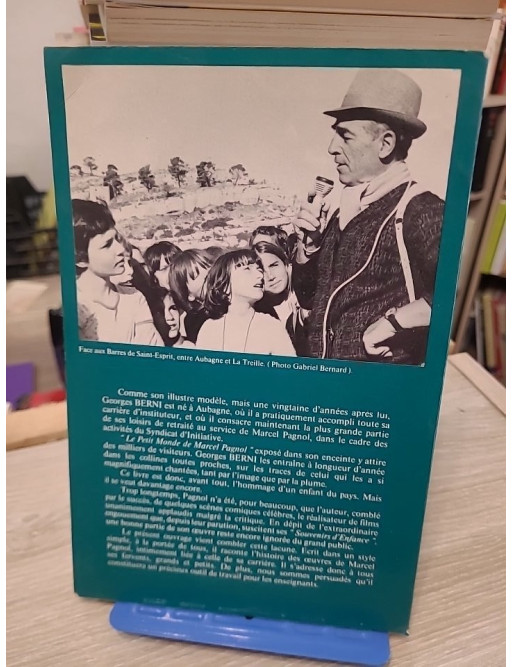 Face aux Barres de Saint-Esprit, entre Aubagne et La Treille. ( Photo Gabriel Bernard ).
Comme son illustre modèle, mais une vingtaine d'années apres lui,
Georges BERNI est né à Aubagne, où il a pratiquement accompli toute sa
carrière d'instituteur, et où il consacre maintenant la plus grande partie
de ses loisirs de retraité au service de Marcel Pagnol, dans le cadre des
activités du Syndicat d'Initiative.
" Le Petit Monde de Marcel Pagnol " exposé dans son enceinte y attire
des milliers de visiteurs. Georges BERNI les entraîne à longueur d'année
dans les collines toutes proches, sur les traces de celui qui les a si
magnifiquement chantées, tant par l'image que par la plume.
Ce livre est donc, avant tout, l'hommage d'un enfant du pays. Mais
il se veut davantage encore.
Trop longtemps, Pagnol n'a été, pour beaucoup, que l'auteur, comblé
par le succès, de quelques scènes comiques célèbres, le réalisateur de films
unanimement applaudis malgré la critique. En dépit de l'extraordinaire
engouement que, depuis leur parution, suscitent ses " Souvenirs d'Enfance ",
une bonne partie de son œuvre reste encore ignorée du grand public.
Le présent ouvrage vient combler cette lacune. Ecrit dans un style
simple, à la portée de tous, il raconte l'histoire des œuvres de Marcel
Pagnol, intimement liée à celle de sa carrière. Il s'adresse donc à tous
ses fervents, grands et petits. De plus, nous sommes persuadés qu'il
constituera un précieux outil de travail pour les enseignants.